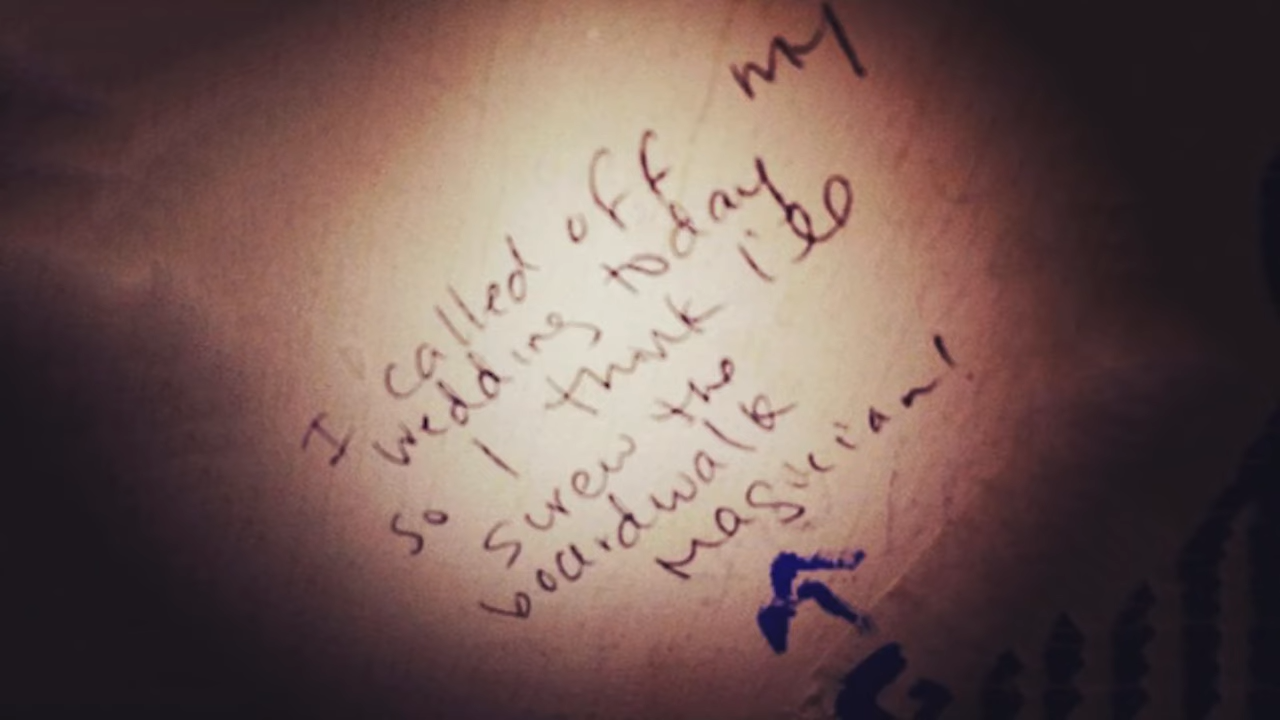 I called off my
wedding today
so I think i'll
screw the
boardwalk
magician!